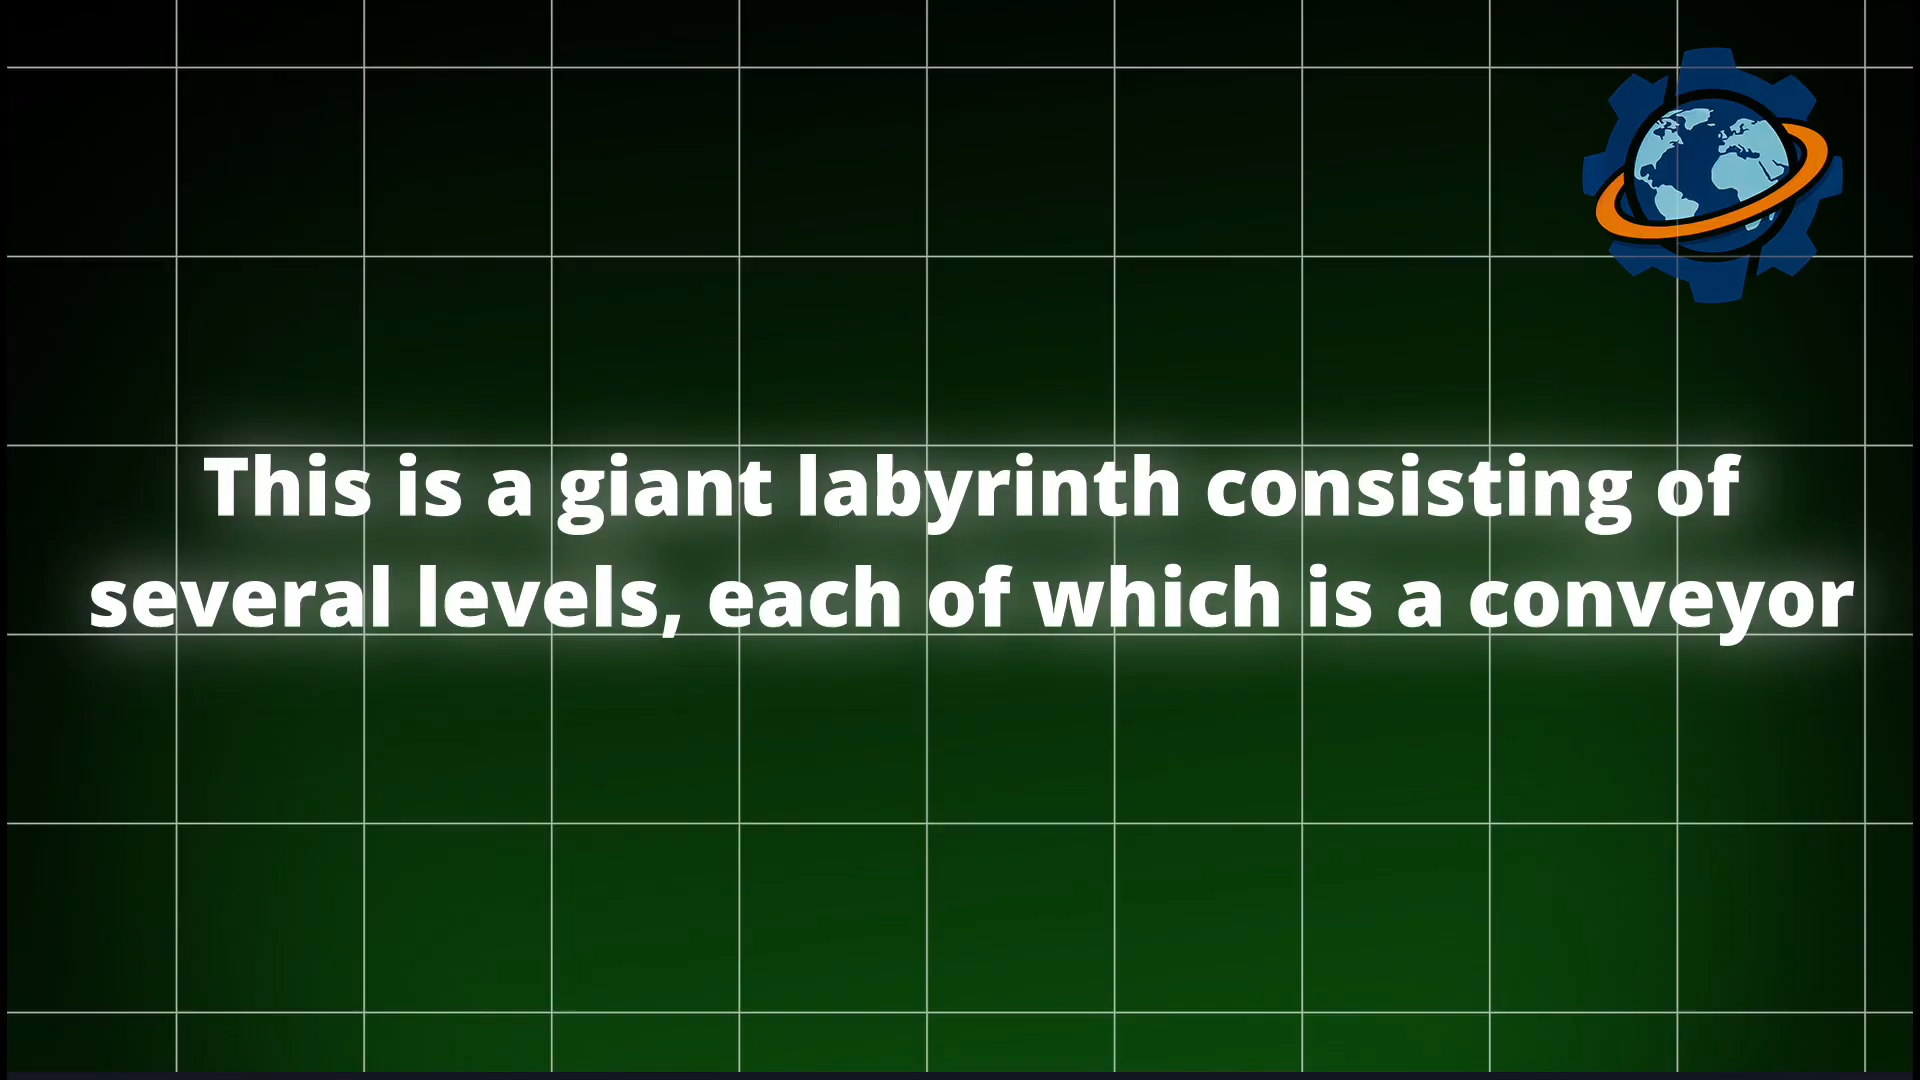 This is a giant labyrinth consisting of
several levels, each of which is a conveyor